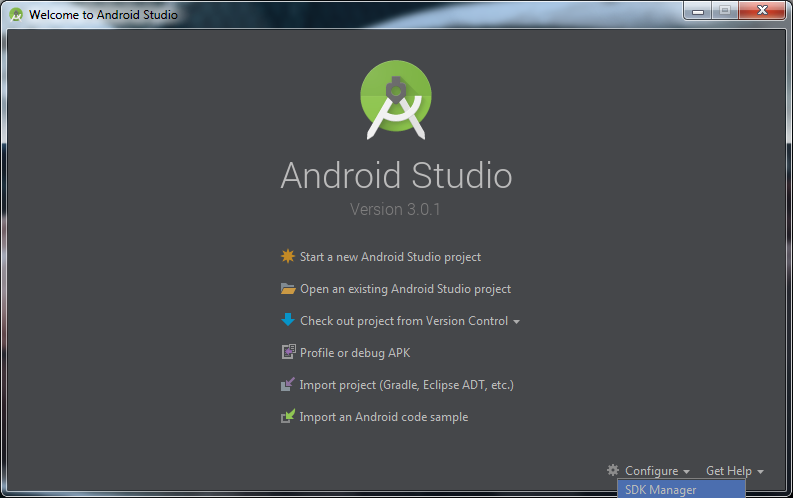 Welcome to Android Studio
Android Studio
Version 3.0.1
Start a new Android Studio project
Open an existing Android Studio project
Check out project from Version Control
Profile or debug APK
Import project (Gradle, Eclipse ADT, etc.)
Import an Android code sample
Configure Get Help
SDK Manager